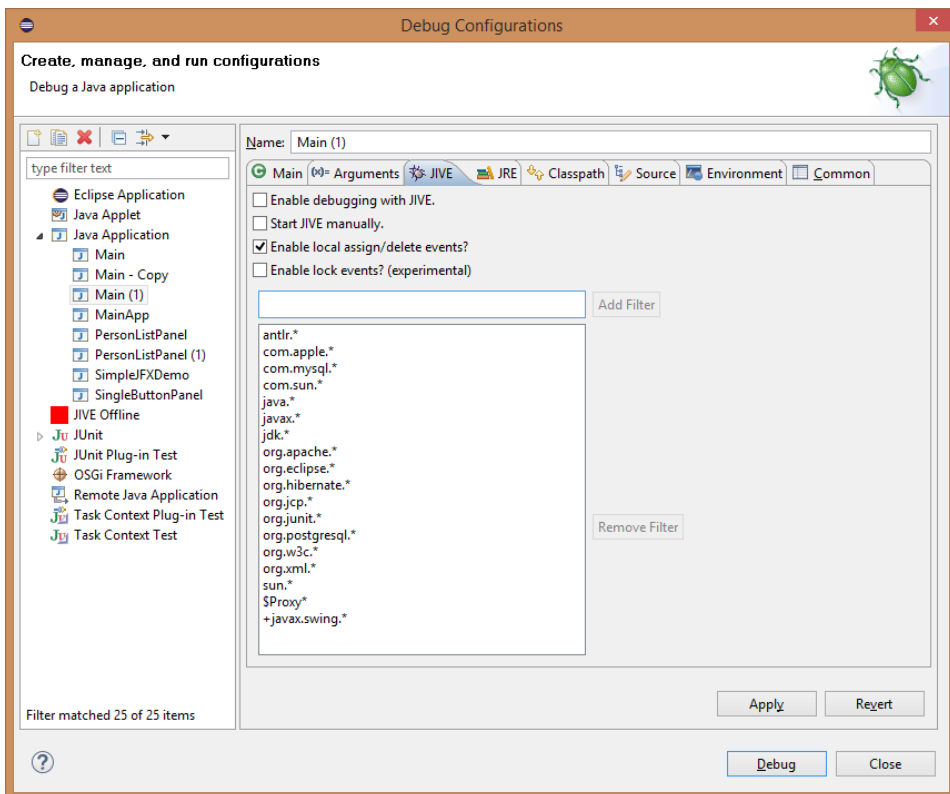 Debug Configurations
Create, manage, and run configurations
Debug a Java application
type filter text
Eclipse Application
Java Applet
Java Application
Main
Main - Copy
Main (1)
MainApp
PersonListPanel
PersonListPanel (1)
SimpleJFXDemo
SingleButtonPanel
JIVE Offline
JUnit
JUnit Plug-in Test
OSGi Framework
Remote Java Application
Task Context Plug-in Test
Task Context Test
Filter matched 25 of 25 items
Name: Main (1)
Main (x)= Arguments JIVE JRE Classpath Source Environment Common
Enable debugging with JIVE.
Start JIVE manually.
Enable local assign/delete events?
Enable lock events? (experimental)
Add Filter
antlr.*
com.apple.*
com.mysql.*
com.sun.*
java.*
javax.*
jdk.*
org.apache.*
org.eclipse.*
org.hibernate.*
org.jcp.*
org.junit.*
org.postgresql.*
org.w3c.*
org.xml.*
sun.*
$Proxy*
+javax.swing.*
Remove Filter
Apply Revert
Debug Close